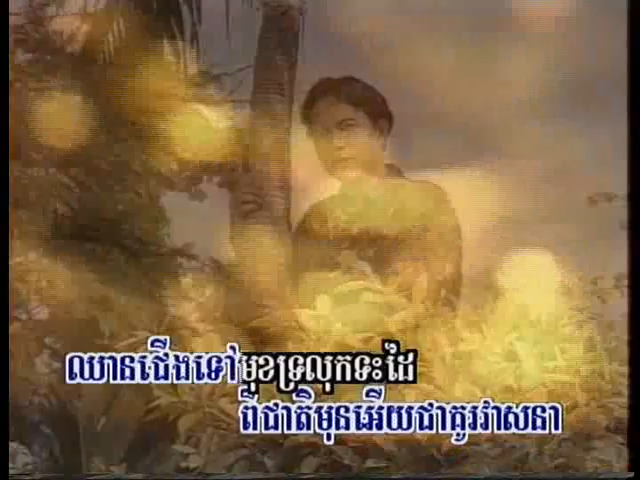 ឈានជើងទៅមុខទ្រលុកទះដៃ
ពីជាតិមុនអើយជាគូរវាសនា